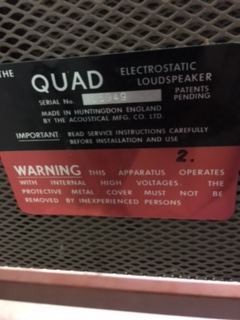 THE QUAD ELECTROSTATIC LOUDSPEAKER
SERIAL No. PATENTS PENDING
MADE IN HUNTINGDON ENGLAND
BY THE ACOUSTICAL MFG. CO. LTD.
IMPORTANT READ SERVICE INSTRUCTIONS CAREFULLY
BEFORE INSTALLATION AND USE
2.
WARNING THIS APPARATUS OPERATES
WITH INTERNAL HIGH VOLTAGES. THE
PROTECTIVE METAL COVER MUST NOT BE
REMOVED BY INEXPERIENCED PERSONS